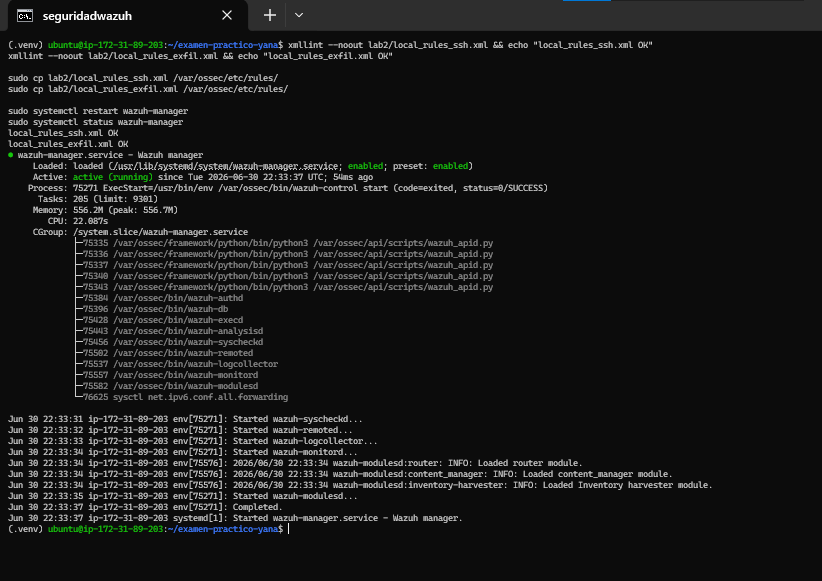 seguridadwazuh
(.venv) ubuntu@ip-172-31-89-203:~/examen-practico-yana$ xmllint --noout lab2/local_rules_ssh.xml && echo "local_rules_ssh.xml OK"
xmllint --noout lab2/local_rules_exfil.xml && echo "local_rules_exfil.xml OK"
sudo cp lab2/local_rules_ssh.xml /var/ossec/etc/rules/
sudo cp lab2/local_rules_exfil.xml /var/ossec/etc/rules/
sudo systemctl restart wazuh-manager
sudo systemctl status wazuh-manager
local_rules_ssh.xml OK
local_rules_exfil.xml OK
● wazuh-manager.service - Wazuh manager
Loaded: loaded (/usr/lib/systemd/system/wazuh-manager.service; enabled; preset: enabled)
Active: active (running) since Tue 2026-06-30 22:33:37 UTC; 54ms ago
Process: 75271 ExecStart=/usr/bin/env /var/ossec/bin/wazuh-control start (code=exited, status=0/SUCCESS)
Tasks: 205 (limit: 9301)
Memory: 556.2M (peak: 556.7M)
CPU: 22.087s
CGroup: /system.slice/wazuh-manager.service
├─75335 /var/ossec/framework/python/bin/python3 /var/ossec/api/scripts/wazuh_apid.py
├─75336 /var/ossec/framework/python/bin/python3 /var/ossec/api/scripts/wazuh_apid.py
├─75337 /var/ossec/framework/python/bin/python3 /var/ossec/api/scripts/wazuh_apid.py
├─75340 /var/ossec/framework/python/bin/python3 /var/ossec/api/scripts/wazuh_apid.py
├─75343 /var/ossec/framework/python/bin/python3 /var/ossec/api/scripts/wazuh_apid.py
├─75384 /var/ossec/bin/wazuh-authd
├─75396 /var/ossec/bin/wazuh-db
├─75428 /var/ossec/bin/wazuh-execd
├─75443 /var/ossec/bin/wazuh-analysisd
├─75456 /var/ossec/bin/wazuh-syscheckd
├─75502 /var/ossec/bin/wazuh-remoted
├─75537 /var/ossec/bin/wazuh-logcollector
├─75557 /var/ossec/bin/wazuh-monitord
├─75582 /var/ossec/bin/wazuh-modulesd
└─76625 sysctl net.ipv6.conf.all.forwarding
Jun 30 22:33:31 ip-172-31-89-203 env[75271]: Started wazuh-syscheckd...
Jun 30 22:33:32 ip-172-31-89-203 env[75271]: Started wazuh-remoted...
Jun 30 22:33:33 ip-172-31-89-203 env[75271]: Started wazuh-logcollector...
Jun 30 22:33:34 ip-172-31-89-203 env[75271]: Started wazuh-monitord...
Jun 30 22:33:34 ip-172-31-89-203 env[75576]: 2026/06/30 22:33:34 wazuh-modulesd:router: INFO: Loaded router module.
Jun 30 22:33:34 ip-172-31-89-203 env[75576]: 2026/06/30 22:33:34 wazuh-modulesd:content_manager: INFO: Loaded content_manager module.
Jun 30 22:33:34 ip-172-31-89-203 env[75576]: 2026/06/30 22:33:34 wazuh-modulesd:inventory-harvester: INFO: Loaded Inventory harvester module.
Jun 30 22:33:35 ip-172-31-89-203 env[75271]: Started wazuh-modulesd...
Jun 30 22:33:37 ip-172-31-89-203 env[75271]: Completed.
Jun 30 22:33:37 ip-172-31-89-203 systemd[1]: Started wazuh-manager.service - Wazuh manager.
(.venv) ubuntu@ip-172-31-89-203:~/examen-practico-yana$